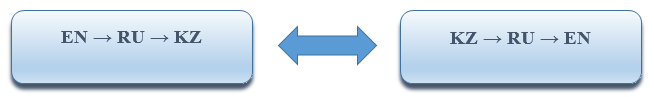 EN → RU → KZ
KZ → RU → EN